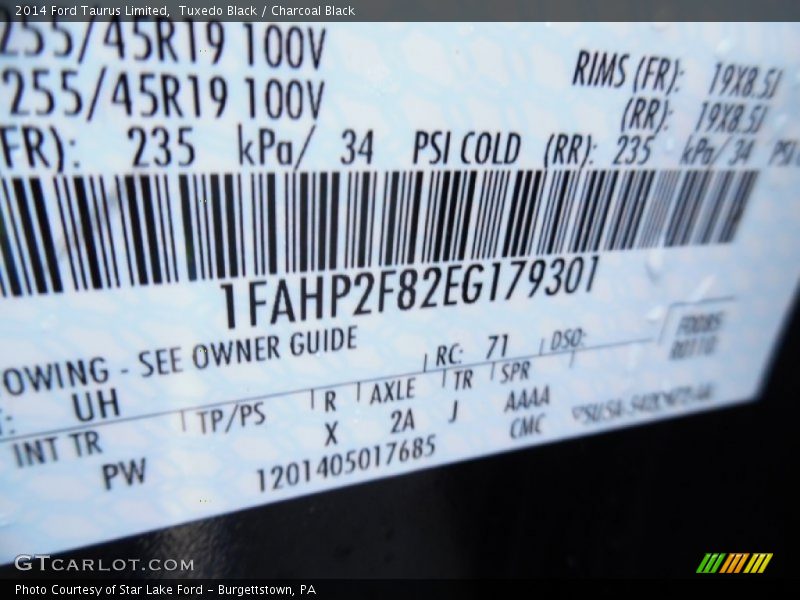 2014 Ford Taurus Limited, Tuxedo Black / Charcoal Black
255/45R19 100V
255/45R19 100V
RIMS (FR): 19X8.5J
(RR): 19X8.5J
FR): 235 kPa/ 34 PSI COLD (RR): 235 kPa/ 34 PSI
1FAHP2F82EG179301
OWING - SEE OWNER GUIDE
RC: 71 DSO:
UH
INT TR TP/PS R AXLE TR SPR
PW X 2A J AAAA
CMC
1201405017685
GTCARLOT.COM
Photo Courtesy of Star Lake Ford - Burgettstown, PA